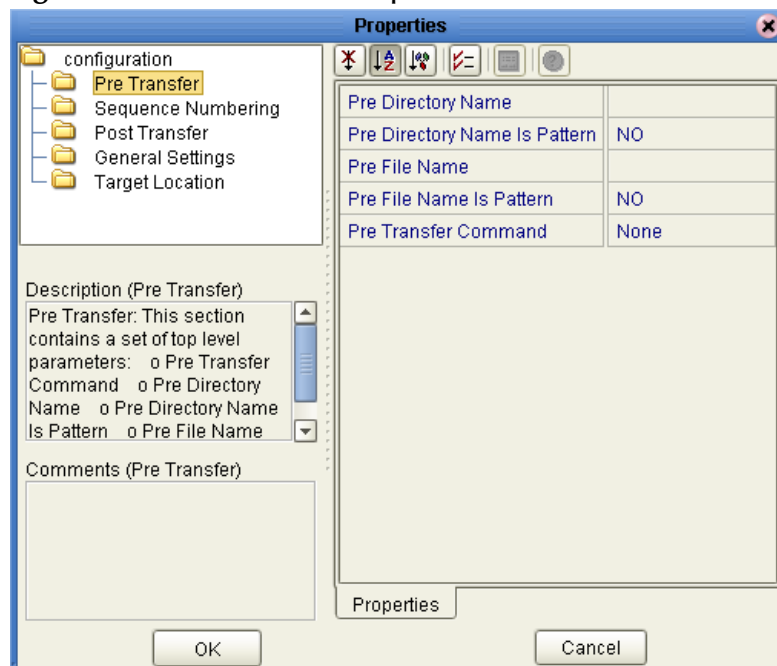 Properties
configuration
Pre Transfer
Sequence Numbering
Post Transfer
General Settings
Target Location
Description (Pre Transfer)
Pre Transfer: This section
contains a set of top level
parameters: o Pre Transfer
Command o Pre Directory
Name o Pre Directory Name
Is Pattern o Pre File Name
Comments (Pre Transfer)
Pre Directory Name
Pre Directory Name Is Pattern NO
Pre File Name
Pre File Name Is Pattern NO
Pre Transfer Command None
Properties
OK
Cancel